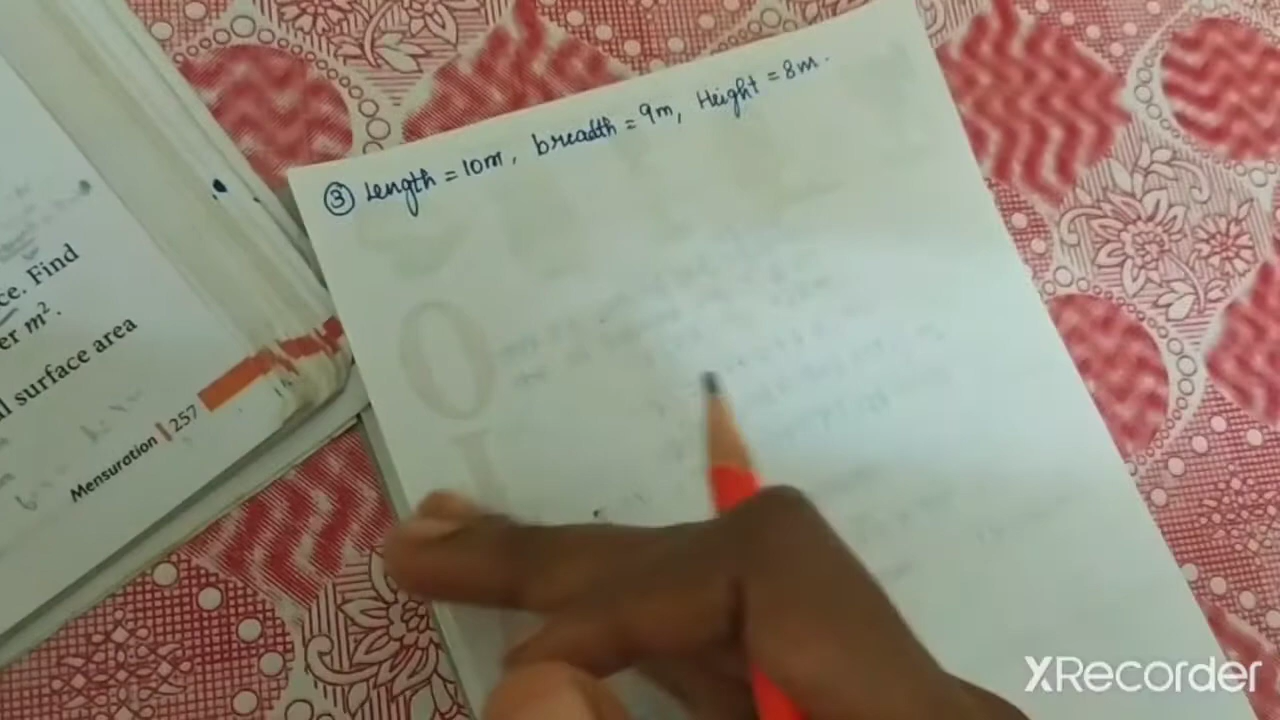 ③ Length = 10m, breadth = 9m, Height = 8m.
ce. Find
er m².
l surface area
Mensuration | 257
XRecorder